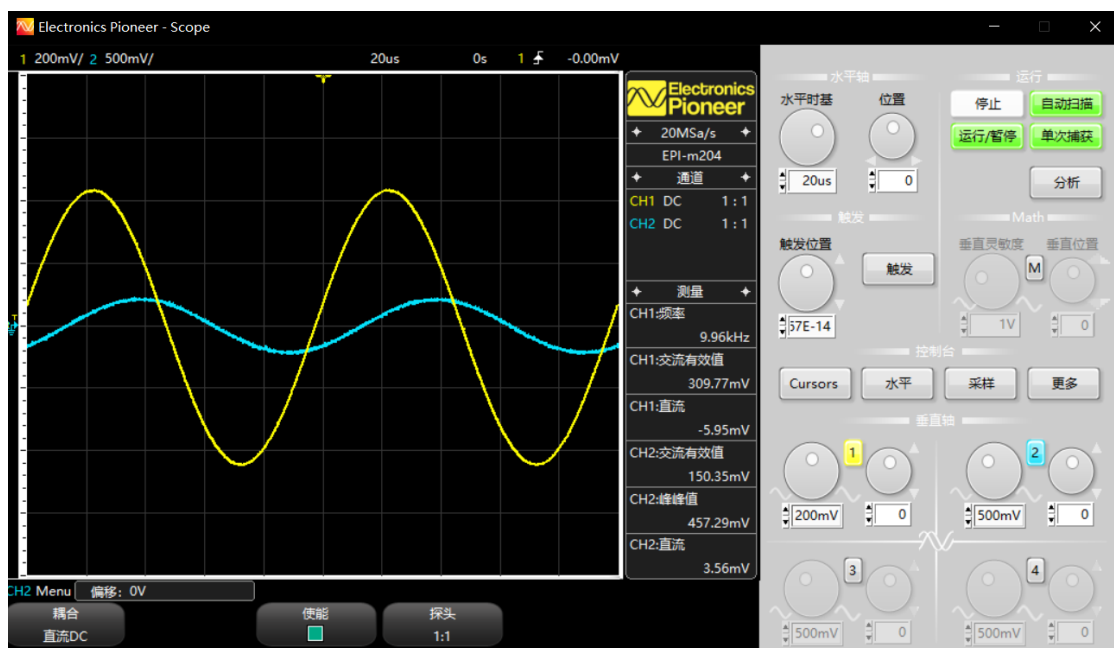 Electronics Pioneer - Scope
1 200mV/ 2 500mV/ 20us 0s 1 -0.00mV
Electronics
Pioneer
20MSa/s
EPI-m204
通道
CH1 DC 1 : 1
CH2 DC 1 : 1
测量
CH1:频率
9.96kHz
CH1:交流有效值
309.77mV
CH1:直流
-5.95mV
CH2:交流有效值
150.35mV
CH2:峰峰值
457.29mV
CH2:直流
3.56mV
T
CH2 Menu 偏移: 0V
耦合
直流DC
使能
探头
1:1
水平轴
水平时基 位置
20us 0
运行
停止 自动扫描
运行/暂停 单次捕获
分析
触发
触发位置
触发
57E-14
Math
垂直灵敏度 垂直位置
M
1V 0
控制台
Cursors 水平 采样 更多
垂直轴
1 2
200mV 0 500mV 0
3 4
500mV 0 500mV 0